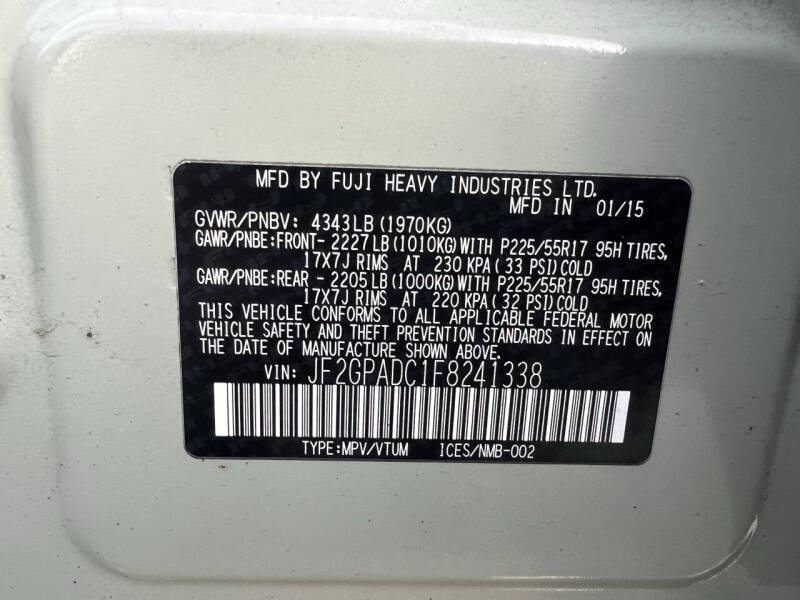 MFD BY FUJI HEAVY INDUSTRIES LTD.
MFD IN 01/15
GVWR/PNBV: 4343LB (1970KG)
GAWR/PNBE:FRONT- 2227LB (1010KG) WITH P225/55R17 95H TIRES,
17X7J RIMS AT 230 KPA (33 PSI) COLD
GAWR/PNBE:REAR - 2205LB (1000KG) WITH P225/55R17 95H TIRES,
17X7J RIMS AT 220 KPA (32 PSI) COLD
THIS VEHICLE CONFORMS TO ALL APPLICABLE FEDERAL MOTOR
VEHICLE SAFETY AND THEFT PREVENTION STANDARDS IN EFFECT ON
THE DATE OF MANUFACTURE SHOWN ABOVE.
VIN: JF2GPADC1F8241338
TYPE:MPV/VTUM ICES/NMB-002